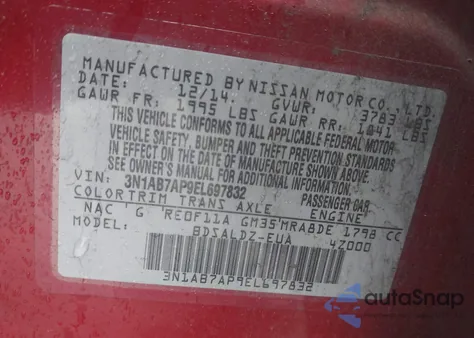 MANUFACTURED BY NISSAN MOTOR CO., LTD.
DATE: 12/14 GVWR: 3783 LBS
GAWR FR: 1995 LBS GAWR RR: 1841 LBS
THIS VEHICLE CONFORMS TO ALL APPLICABLE FEDERAL MOTOR
VEHICLE SAFETY, BUMPER AND THEFT PREVENTION STANDARDS
IN EFFECT ON THE DATE OF MANUFACTURE SHOWN ABOVE.
SEE OWNER'S MANUAL FOR ADDITIONAL INFORMATION.
VIN: 3N1AB7AP9EL697832 PASSENGER CAR
COLOR TRIM TRANS AXLE ENGINE
NAC G RE0F11A GM35 MRA8DE 1798 CC
MODEL: BDSALDZ-EUA 4Z000
3N1AB7AP9EL697832
autoSnap